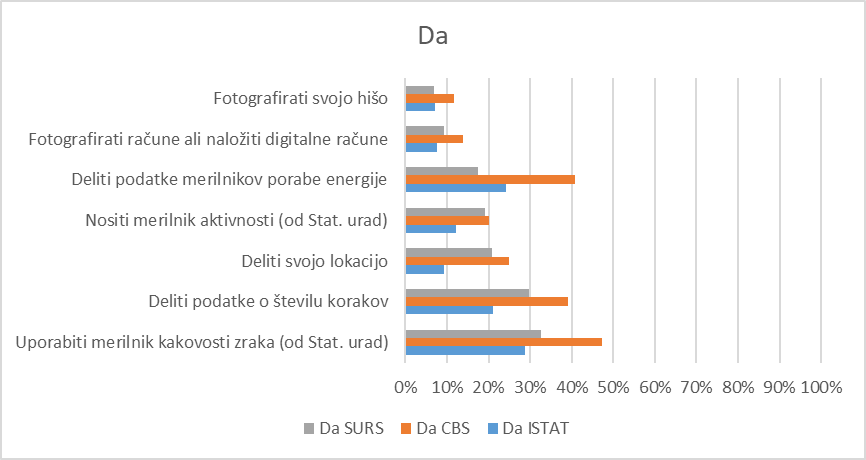 Da
Fotografirati svojo hišo
Fotografirati račune ali naložiti digitalne račune
Deliti podatke merilnikov porabe energije
Nositi merilnik aktivnosti (od Stat. urad)
Deliti svojo lokacijo
Deliti podatke o številu korakov
Uporabiti merilnik kakovosti zraka (od Stat. urad)
0% 10% 20% 30% 40% 50% 60% 70% 80% 90% 100%
Da SURS Da CBS Da ISTAT